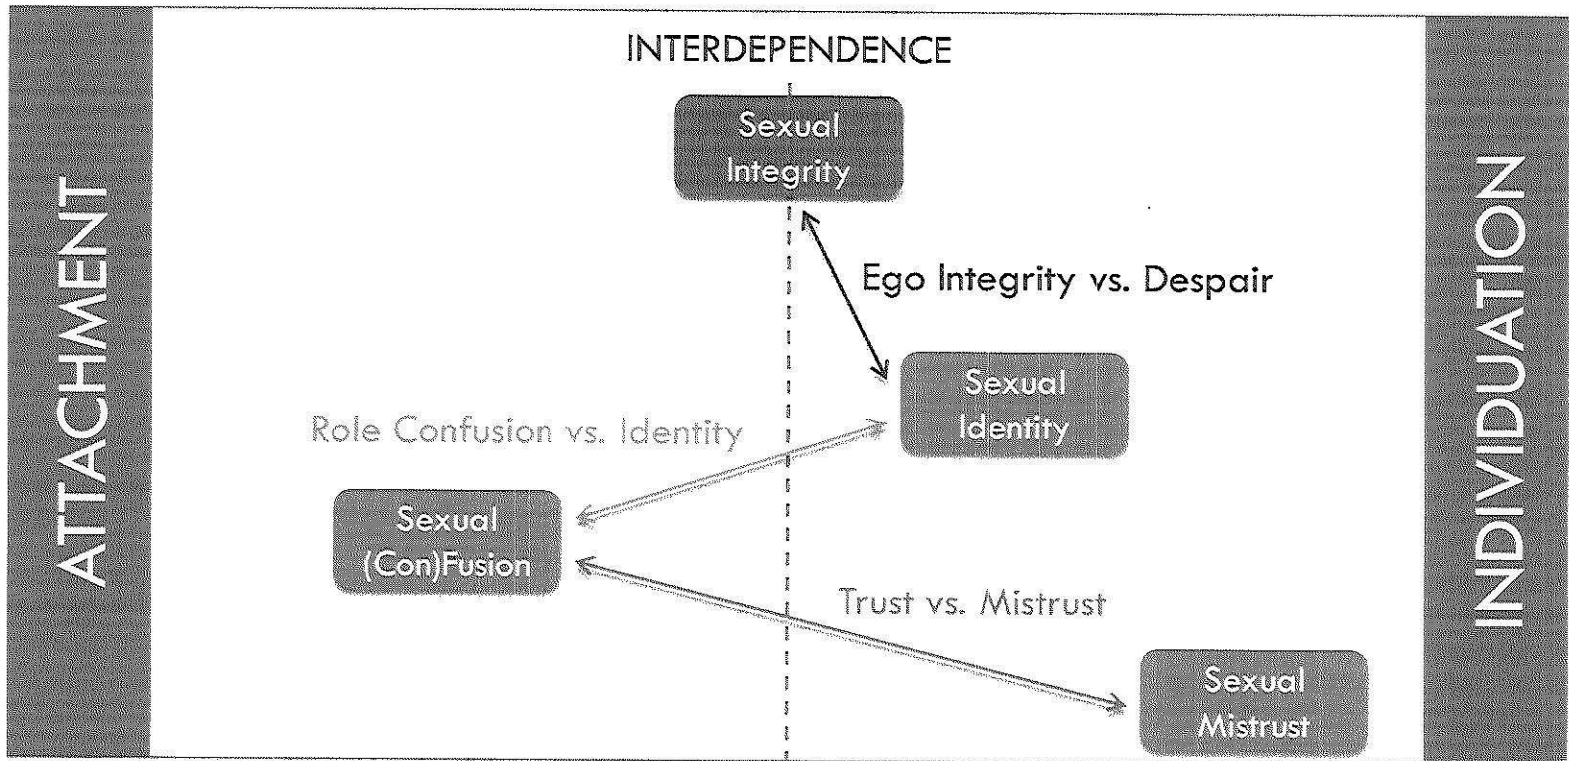 INTERDEPENDENCE
Sexual
Integrity
ATTACHMENT
INDIVIDUATION
Ego Integrity vs. Despair
Sexual
Identity
Role Confusion vs. Identity
Sexual
(Con)Fusion
Trust vs. Mistrust
Sexual
Mistrust